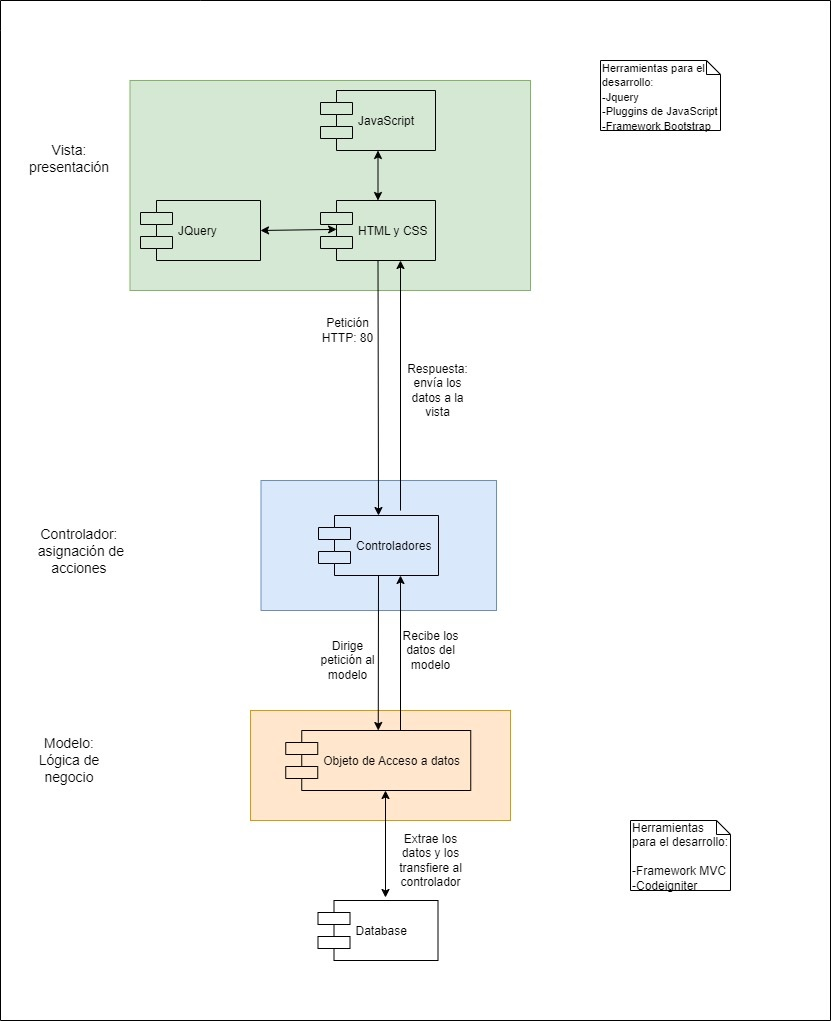 Herramientas para el
desarrollo:
-Jquery
-Pluggins de JavaScript
-Framework Bootstrap
JavaScript
Vista:
presentación
JQuery
HTML y CSS
Petición
HTTP: 80
Respuesta:
envía los
datos a la
vista
Controlador:
asignación de
acciones
Controladores
Dirige
petición al
modelo
Recibe los
datos del
modelo
Modelo:
Lógica de
negocio
Objeto de Acceso a datos
Extrae los
datos y los
transfiere al
controlador
Herramientas
para el desarrollo:
-Framework MVC
-Codeigniter
Database